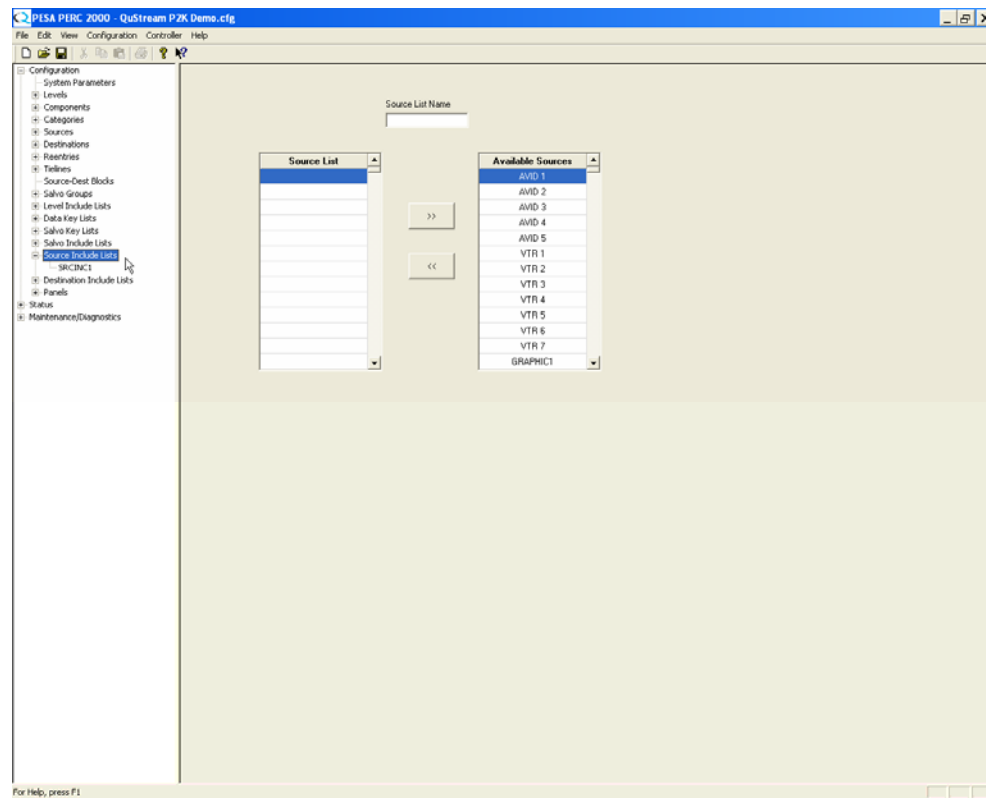 PESA PERC 2000 - QuStream P2K Demo.cfg
File Edit View Configuration Controller Help
Configuration
System Parameters
Levels
Components
Categories
Sources
Destinations
Reentries
Tielines
Source-Dest Blocks
Salvo Groups
Level Include Lists
Data Key Lists
Salvo Key Lists
Salvo Include Lists
Source Include Lists
SRCINC1
Destination Include Lists
Panels
Status
Maintenance/Diagnostics
Source List Name
Source List
>>
<<
Available Sources
AVID 1
AVID 2
AVID 3
AVID 4
AVID 5
VTR 1
VTR 2
VTR 3
VTR 4
VTR 5
VTR 6
VTR 7
GRAPHIC1
For Help, press F1